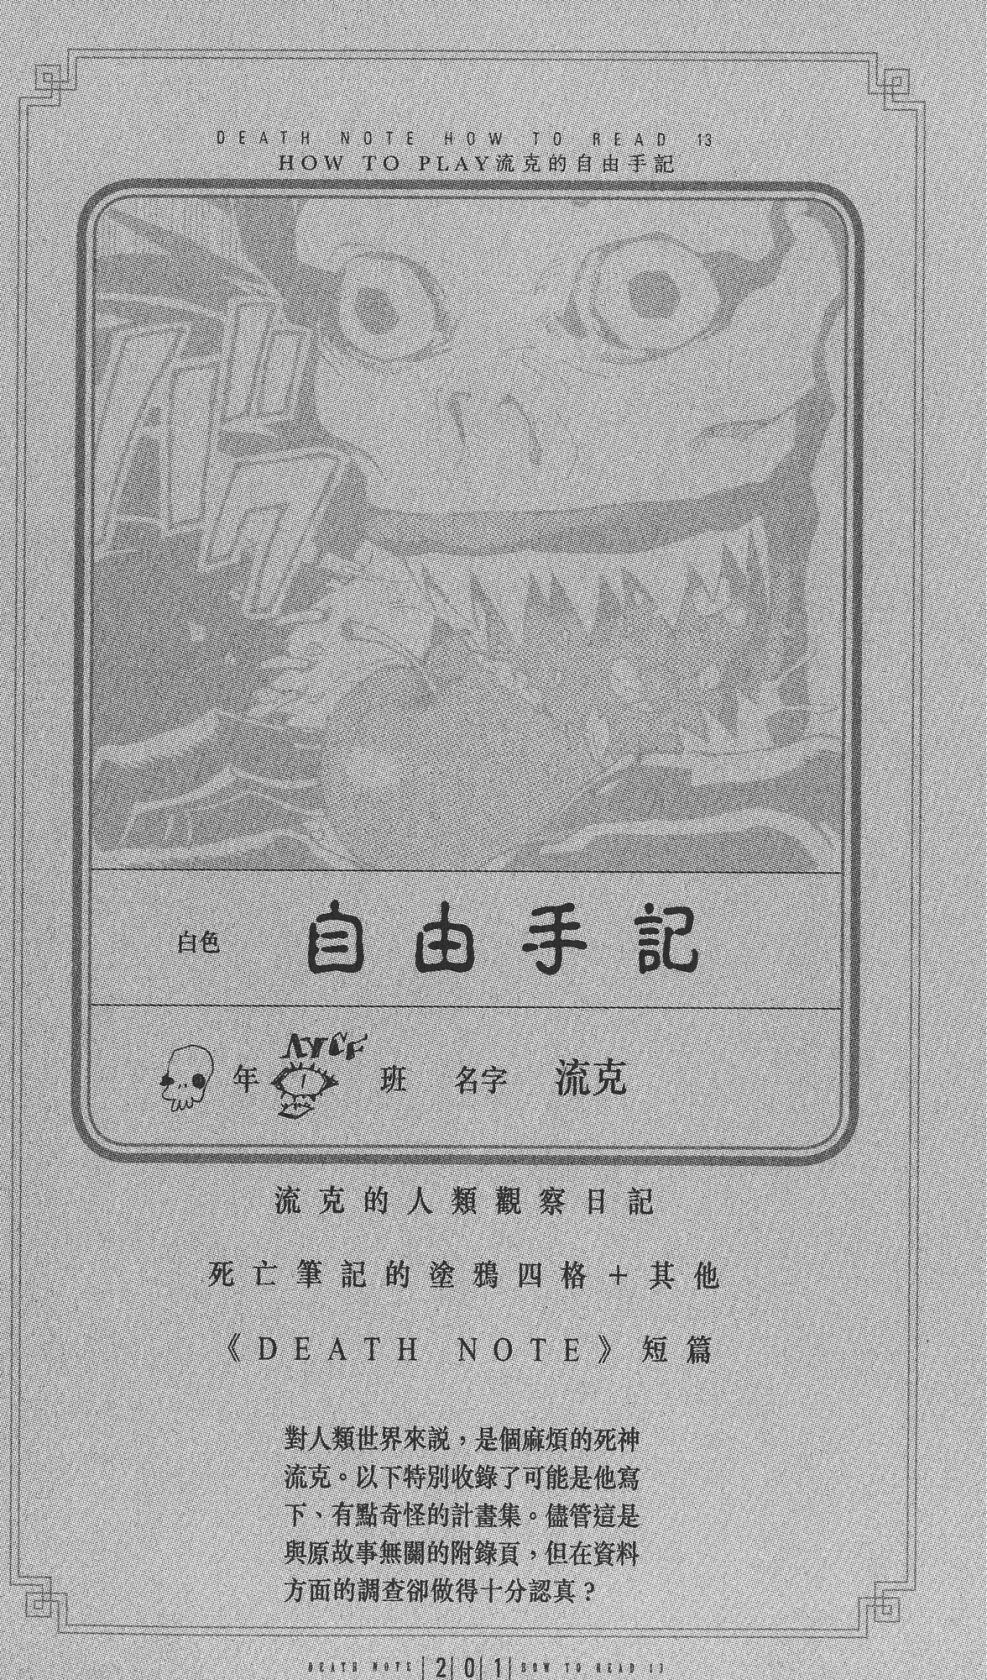 DEATH NOTE HOW TO READ 13
HOW TO PLAY流克的自由手記
ガリッ
白色 自由手記
年 班 名字 流克
流克的人類觀察日記
死亡筆記的塗鴉四格＋其他
《DEATH NOTE》短篇
對人類世界來說，是個麻煩的死神
流克。以下特別收錄了可能是他寫
下、有點奇怪的計畫集。儘管這是
與原故事無關的附錄頁，但在資料
方面的調查卻做得十分認真？
DEATH NOTE|2|0|1|HOW TO READ 13